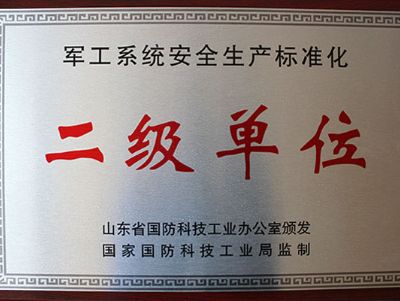 军工系统安全生产标准化
二级单位
山东省国防科技工业办公室颁发
国家国防科技工业局监制